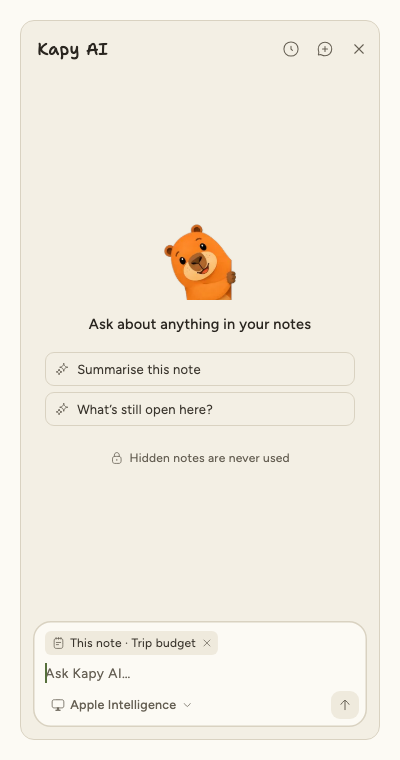 Kapy AI
Ask about anything in your notes
Summarise this note
What's still open here?
Hidden notes are never used
This note · Trip budget
Ask Kapy AI...
Apple Intelligence